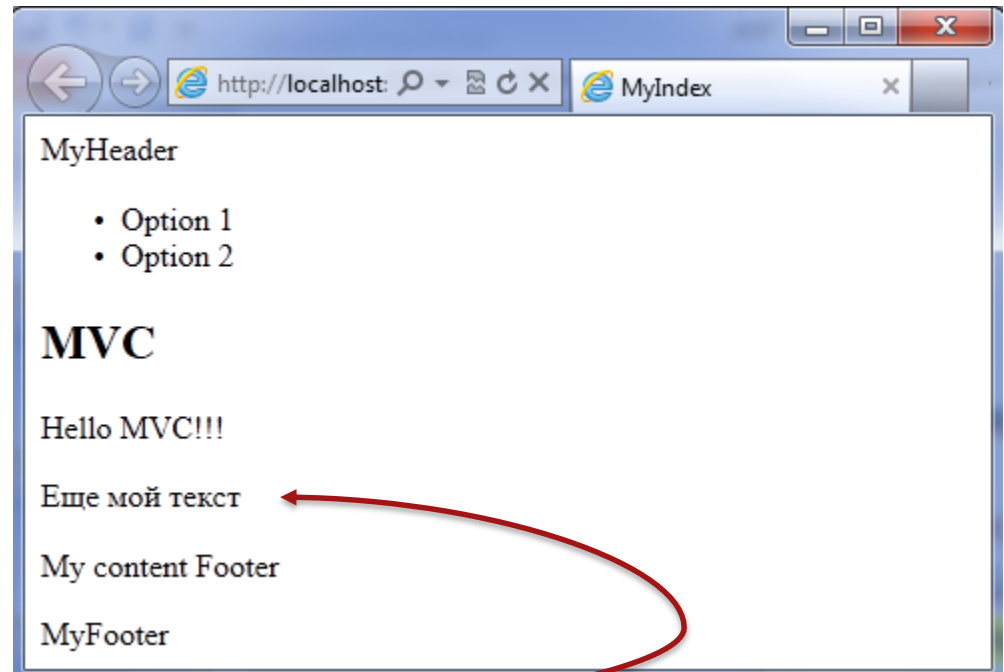 http://localhost:
MyIndex
MyHeader
• Option 1
• Option 2
MVC
Hello MVC!!!
Еще мой текст
My content Footer
MyFooter